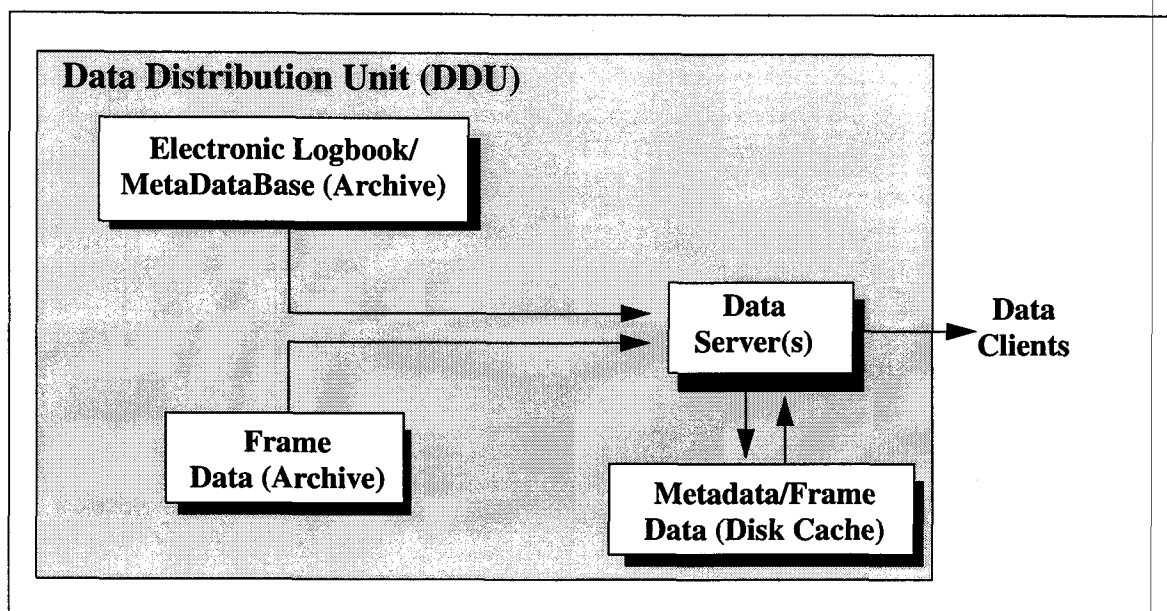 Data Distribution Unit (DDU)
Electronic Logbook/
MetaDataBase (Archive)
Data
Server(s)
Data
Clients
Frame
Data (Archive)
Metadata/Frame
Data (Disk Cache)